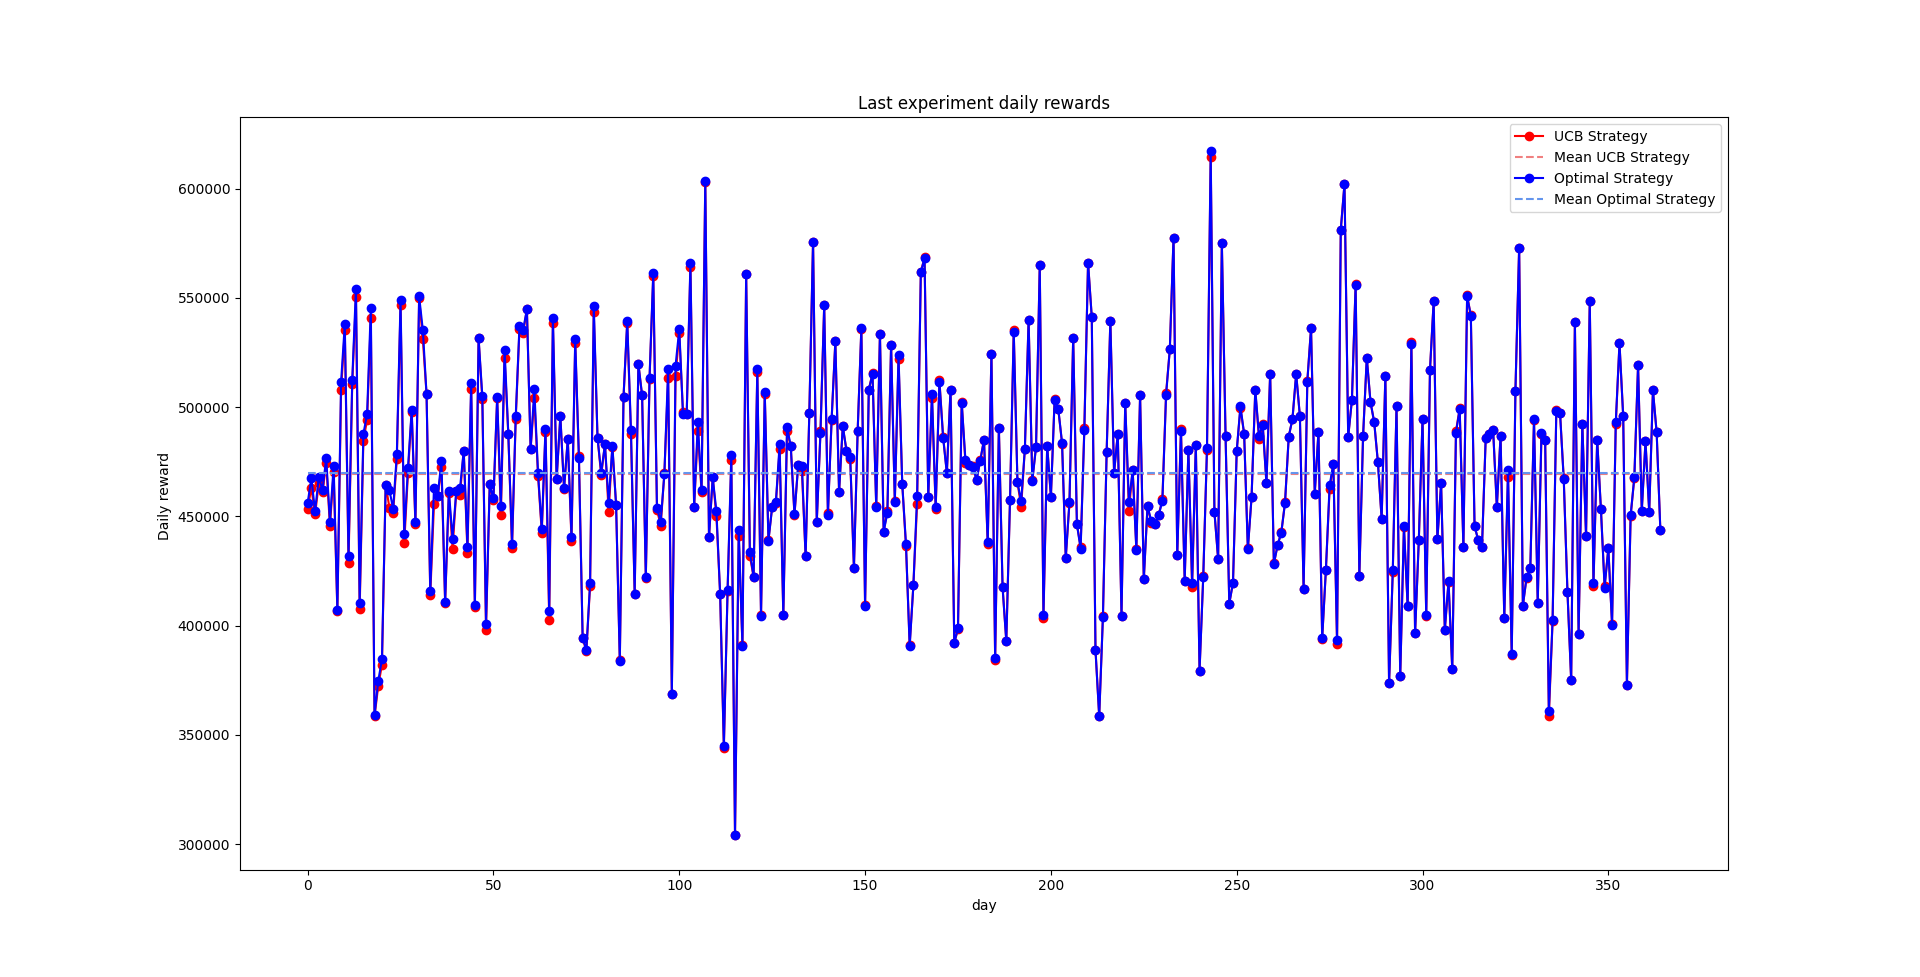 Last experiment daily rewards
UCB Strategy
Mean UCB Strategy
Optimal Strategy
Mean Optimal Strategy
600000
550000
500000
450000
400000
350000
300000
Daily reward
0 50 100 150 200 250 300 350
day